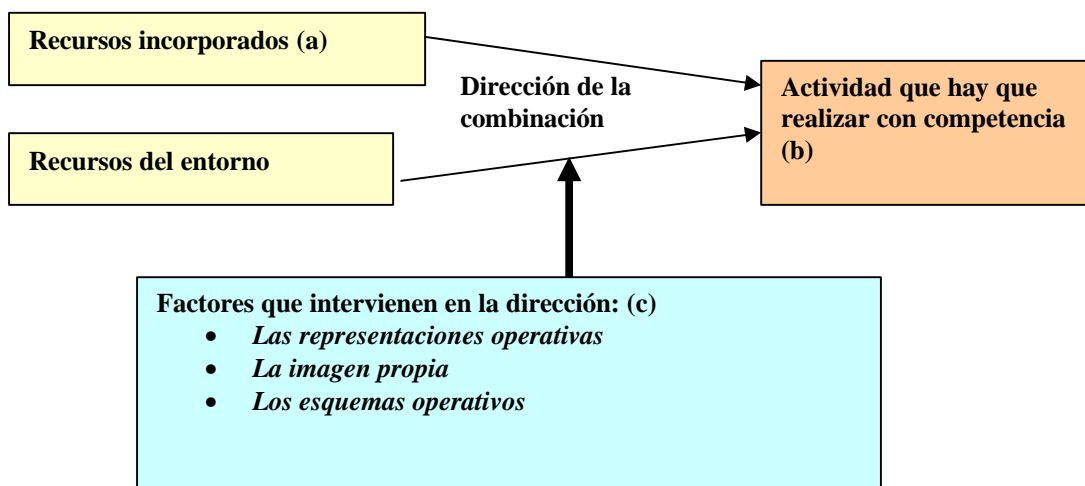 Recursos incorporados (a)
Dirección de la
combinación
Actividad que hay que
realizar con competencia
(b)
Recursos del entorno
Factores que intervienen en la dirección: (c)
• Las representaciones operativas
• La imagen propia
• Los esquemas operativos